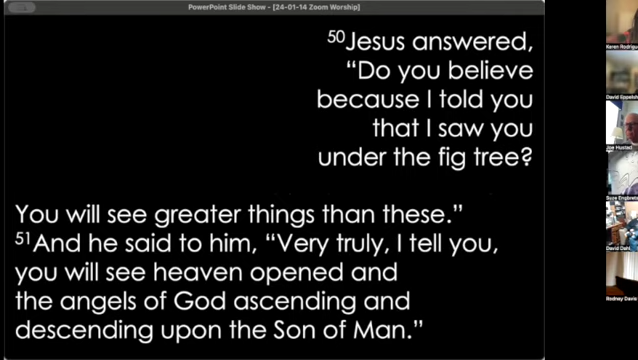 PowerPoint Slide Show - [24-01-14 Zoom Worship]
50Jesus answered,
“Do you believe
because I told you
that I saw you
under the fig tree?
You will see greater things than these.”
51And he said to him, “Very truly, I tell you,
you will see heaven opened and
the angels of God ascending and
descending upon the Son of Man.”
Joe Hustad
David Dahl
Rodney Davis